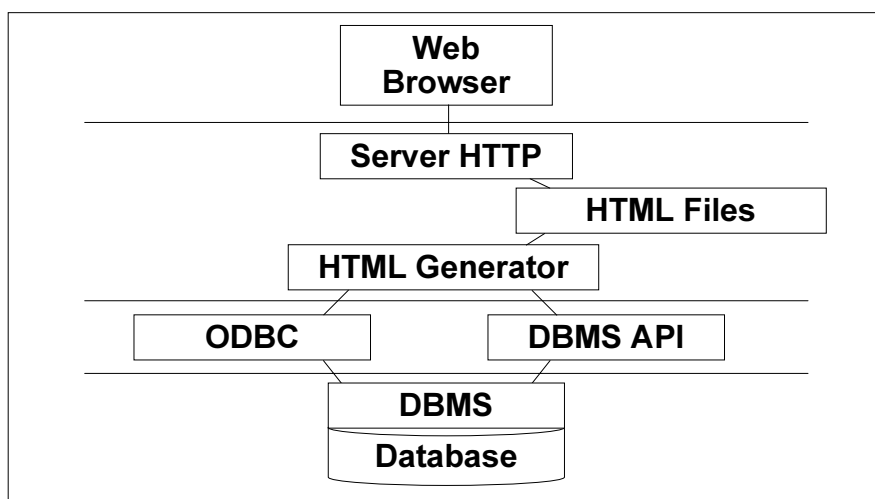 Web
Browser
Server HTTP
HTML Files
HTML Generator
ODBC
DBMS API
DBMS
Database